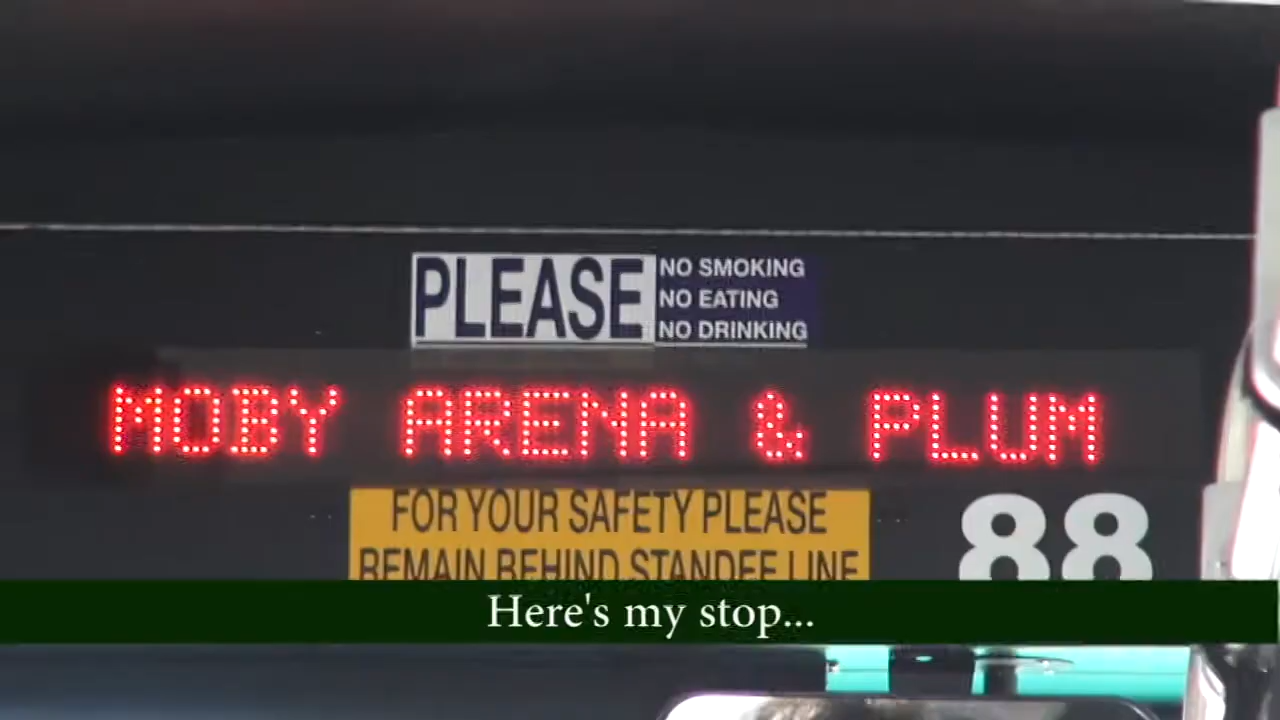 PLEASE
NO SMOKING
NO EATING
NO DRINKING
MOBY ARENA & PLUM
FOR YOUR SAFETY PLEASE
REMAIN BEHIND STANDEE LINE
88
Here's my stop...